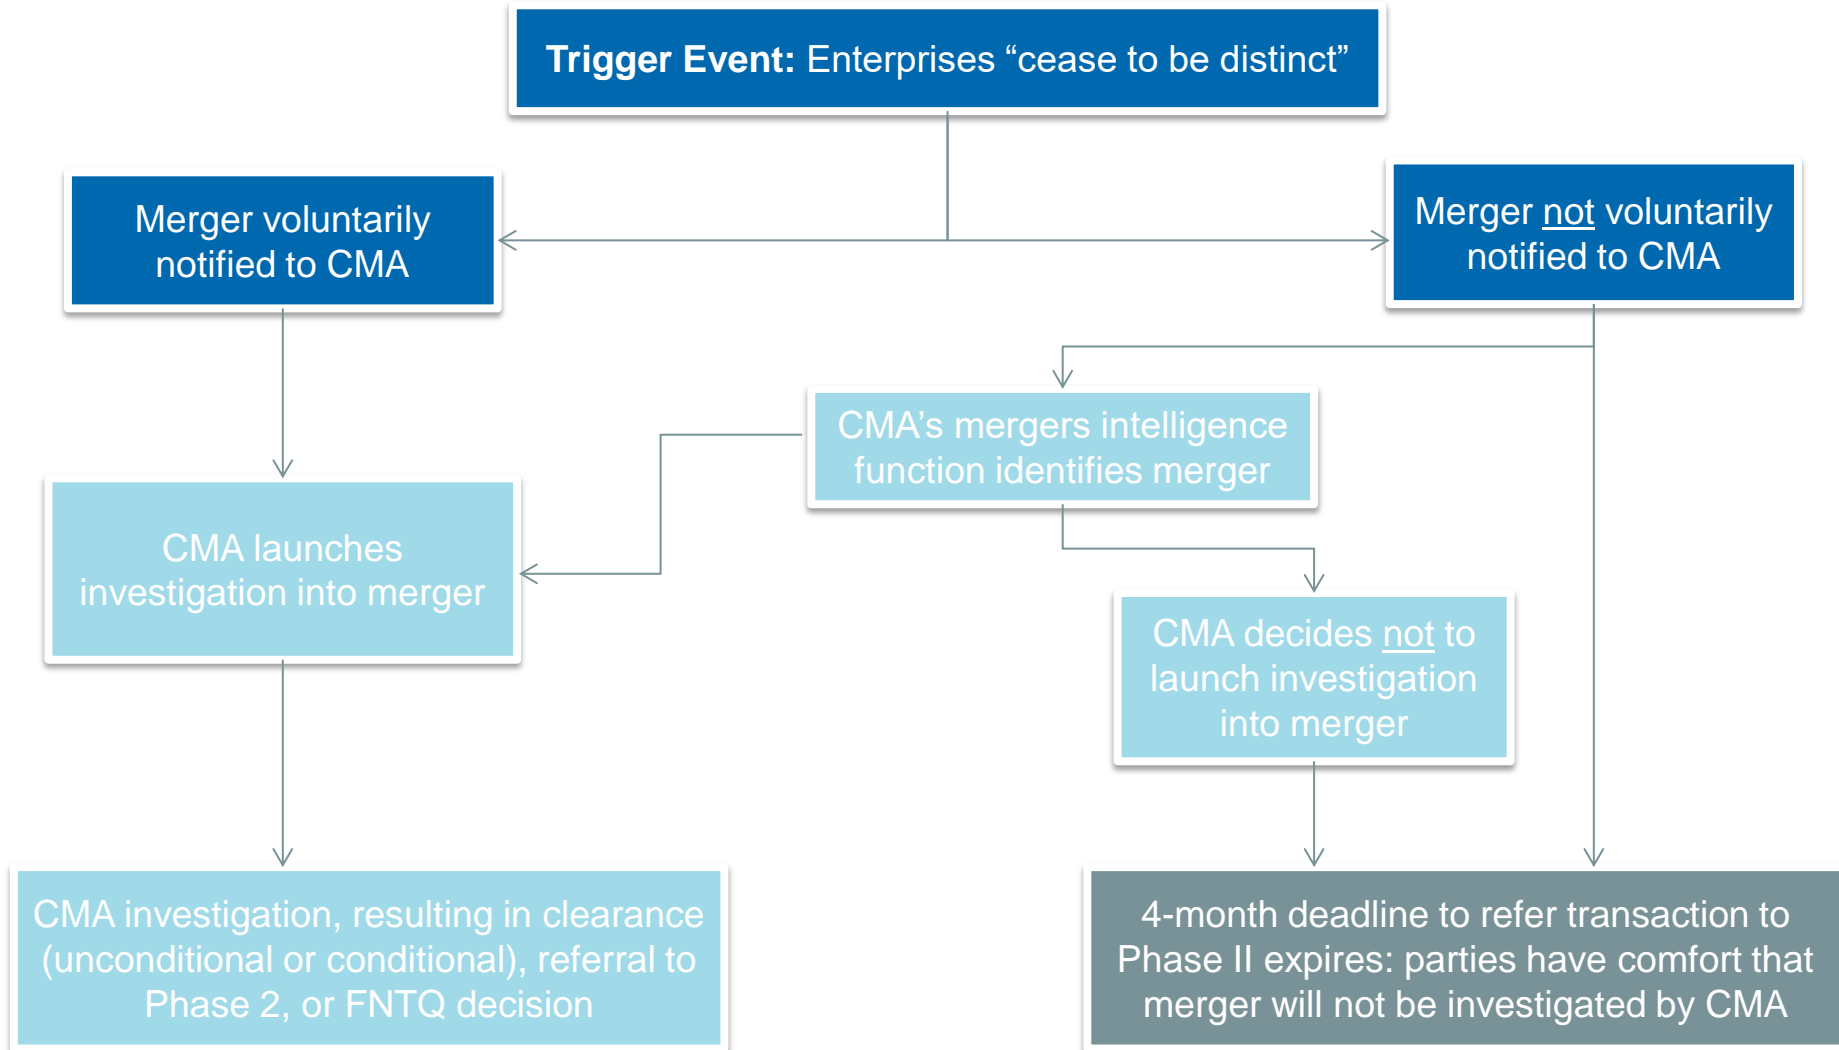 Trigger Event: Enterprises “cease to be distinct”
Merger voluntarily
notified to CMA
Merger not voluntarily
notified to CMA
CMA’s mergers intelligence
function identifies merger
CMA launches
investigation into merger
CMA decides not to
launch investigation
into merger
CMA investigation, resulting in clearance
(unconditional or conditional), referral to
Phase 2, or FNTQ decision
4-month deadline to refer transaction to
Phase II expires: parties have comfort that
merger will not be investigated by CMA